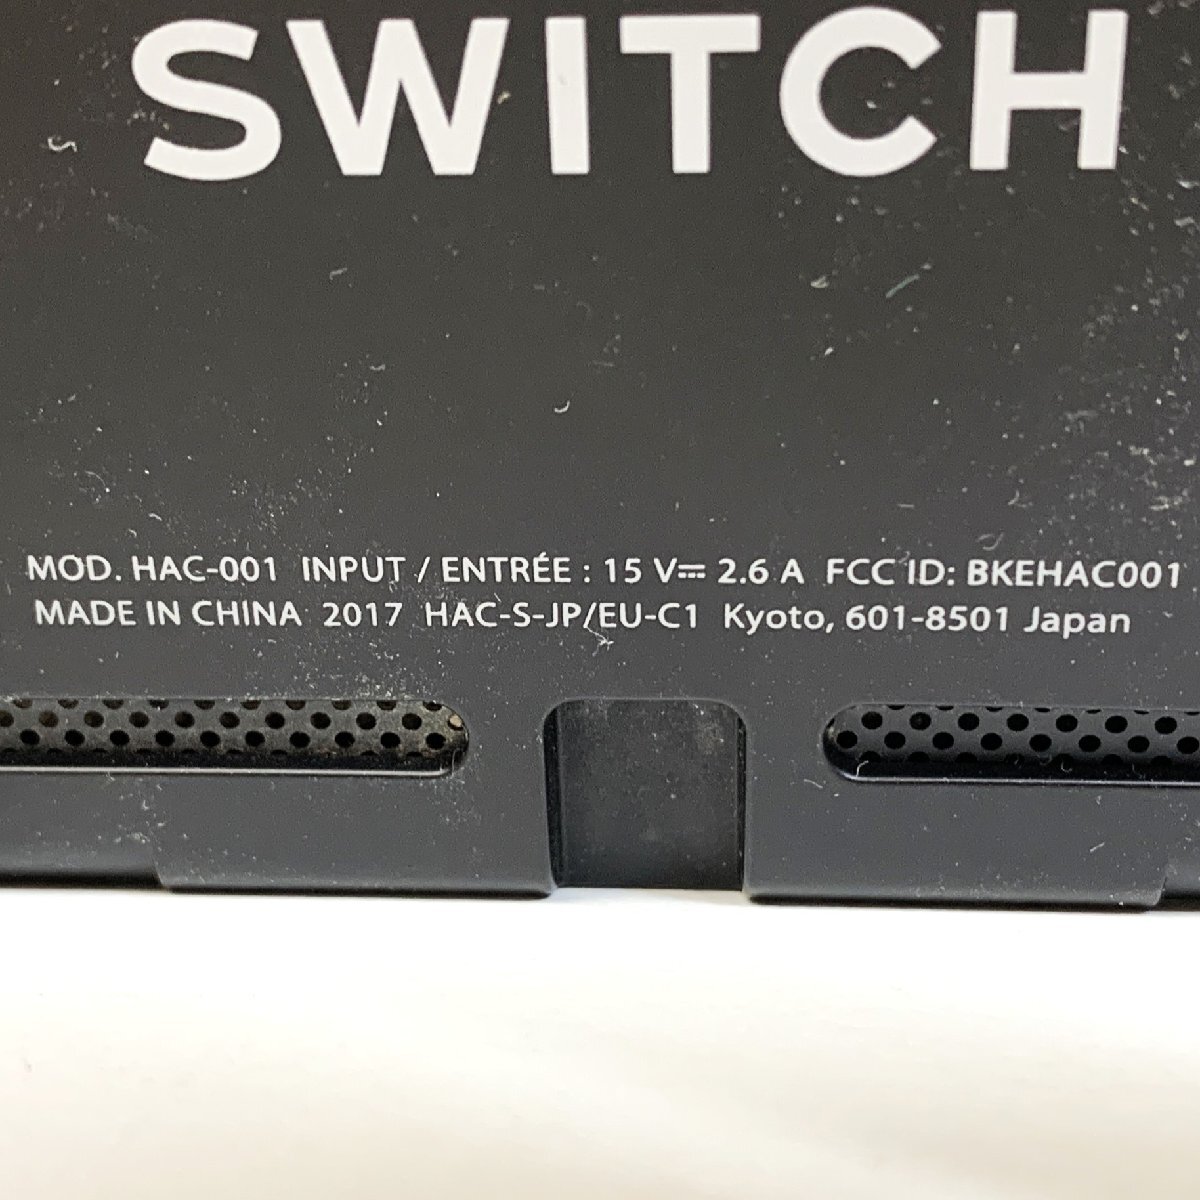 SWITCH
MOD. HAC-001 INPUT / ENTRÉE : 15 V⎓ 2.6 A FCC ID: BKEHAC001
MADE IN CHINA 2017 HAC-S-JP/EU-C1 Kyoto, 601-8501 Japan